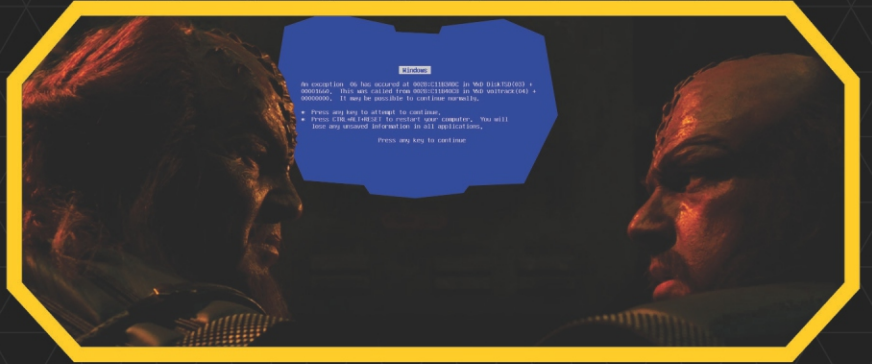 Windows
An exception 06 has occured at 0028:C11B3ADC in VxD DiskTSD(03) +
00001660. This was called from 0028:C11B40C8 in VxD voltrack(04) +
00000000. It may be possible to continue normally.
* Press any key to attempt to continue.
* Press CTRL+ALT+RESET to restart your computer. You will
lose any unsaved information in all applications.
Press any key to continue